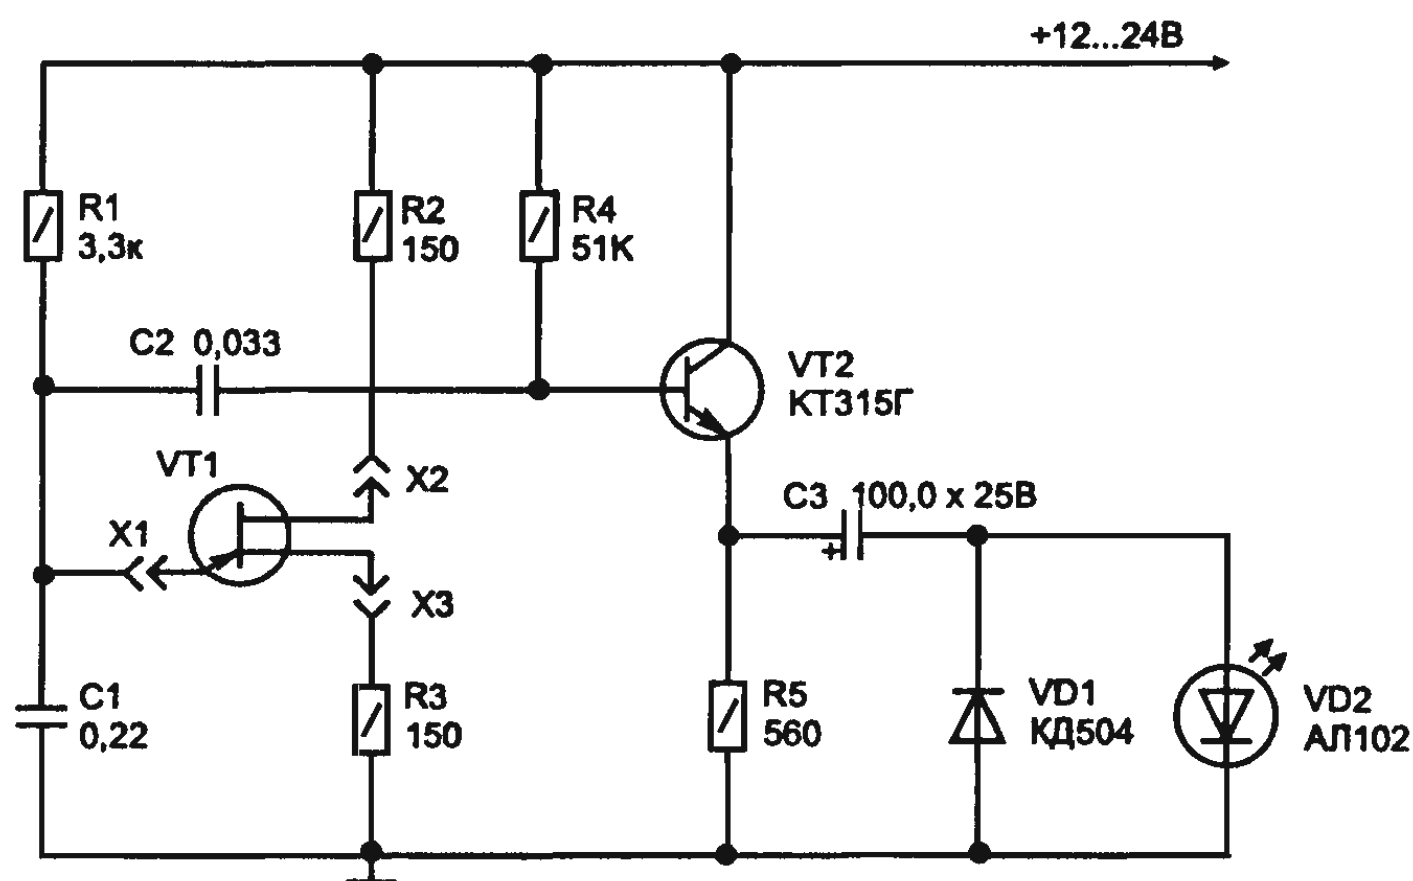 +12...24В
R1
3,3к
R2
150
R4
51K
C2 0,033
VT2
КТ315Г
VT1
X2
C3 100,0 x 25В
X1
X3
C1
0,22
R3
150
R5
560
VD1
КД504
VD2
АЛ102